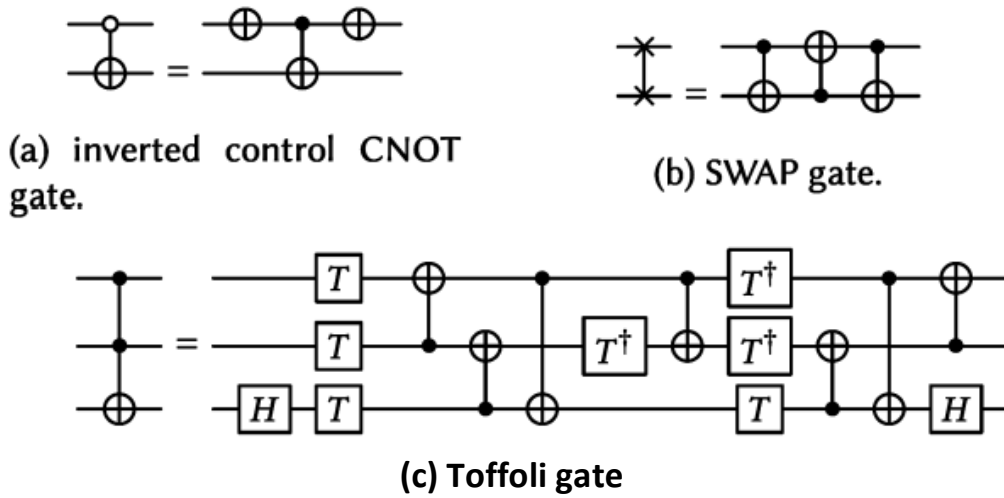 =
=
(a) inverted control CNOT
gate.
(b) SWAP gate.
T T†
= T T† T†
H T T H
(c) Toffoli gate